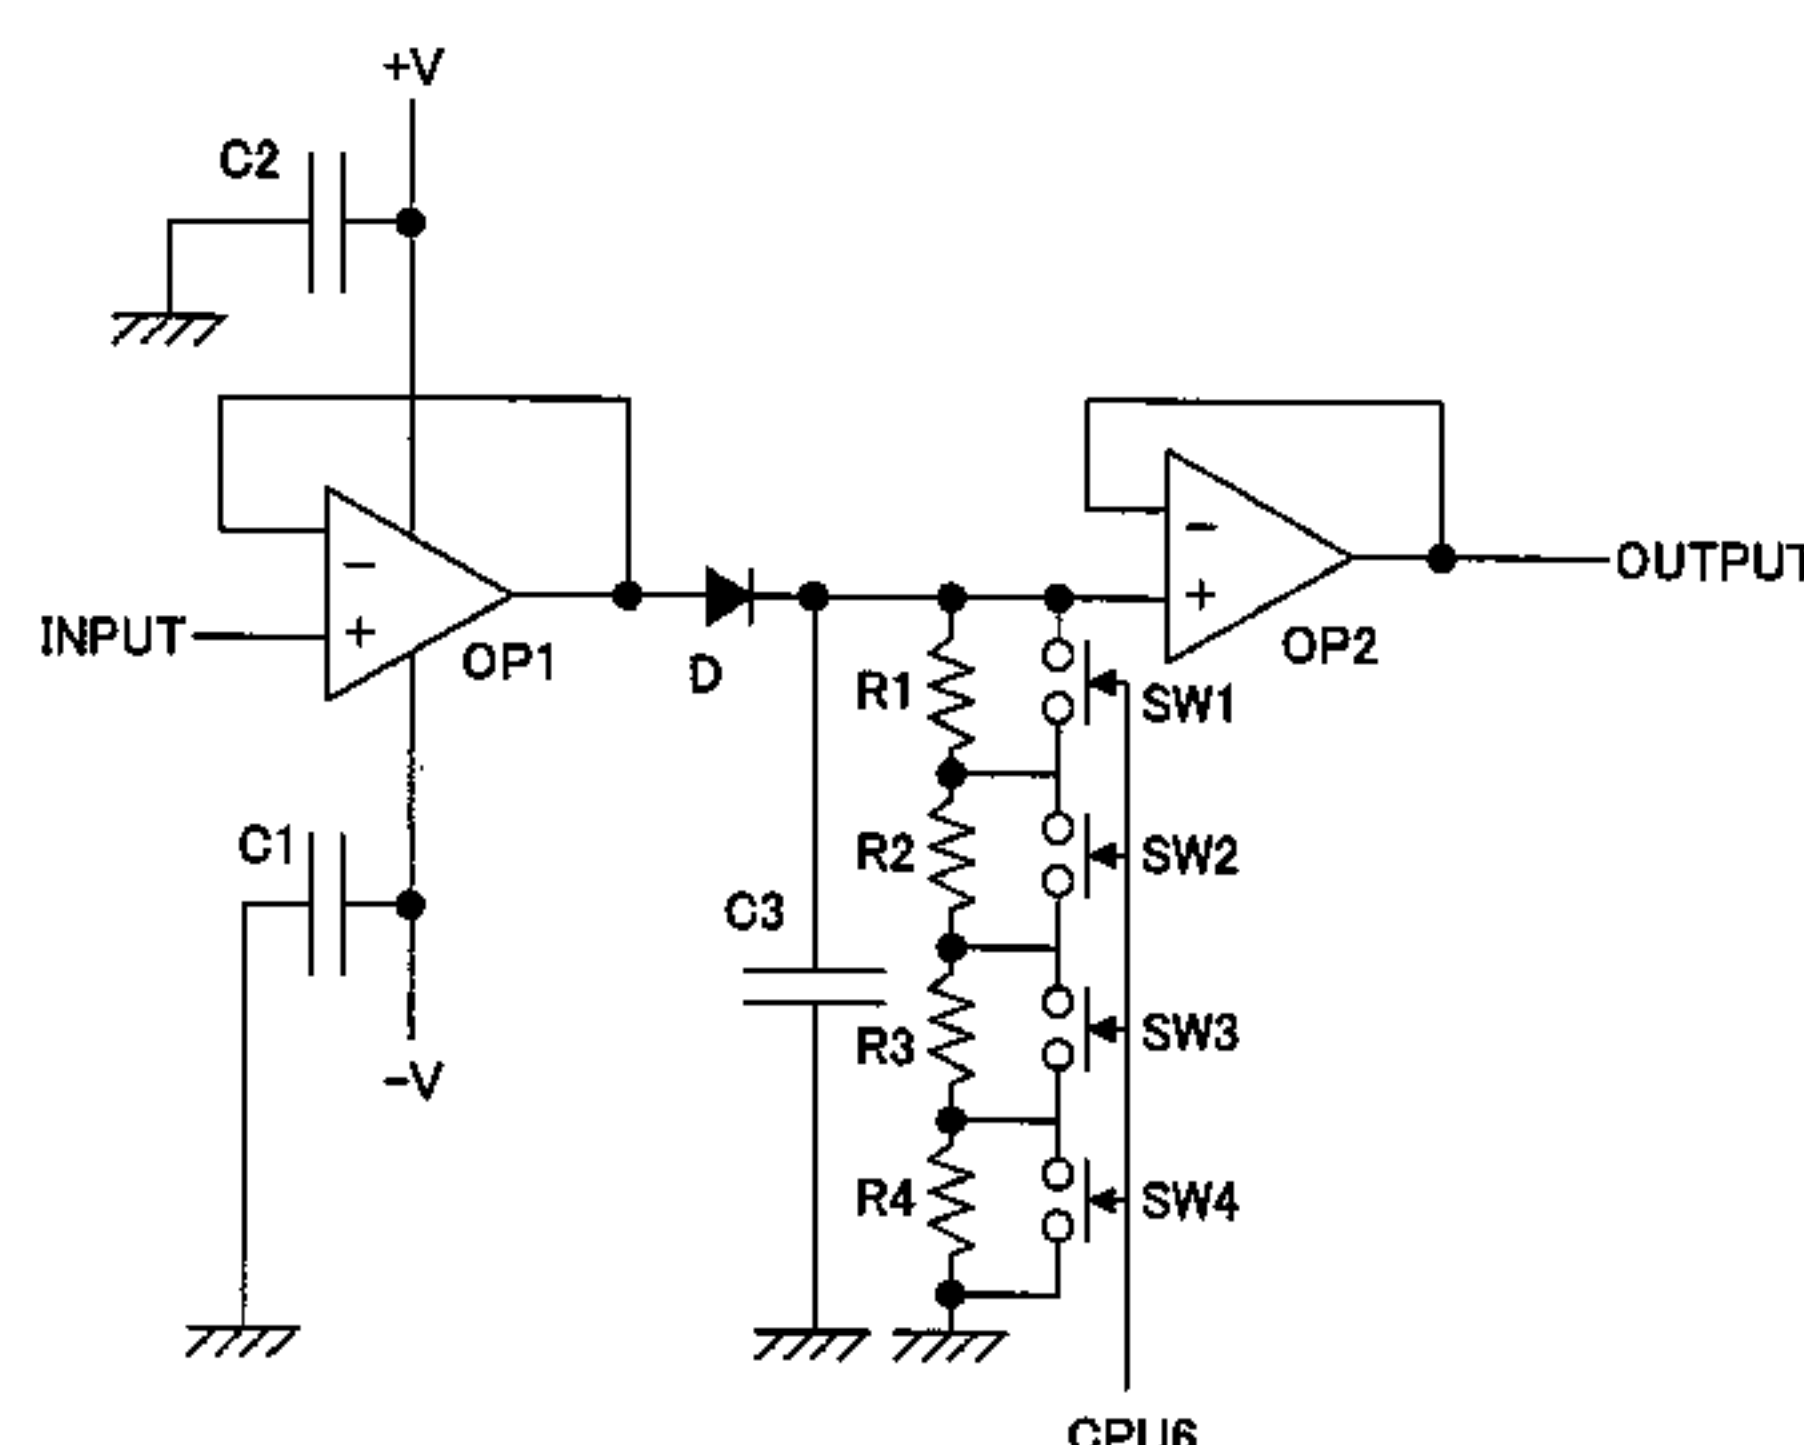 +V
C2
−
+
INPUT
OP1
D
−
+
OP2
OUTPUT
R1
SW1
R2
SW2
C1
C3
R3
SW3
−V
R4
SW4
CPU6